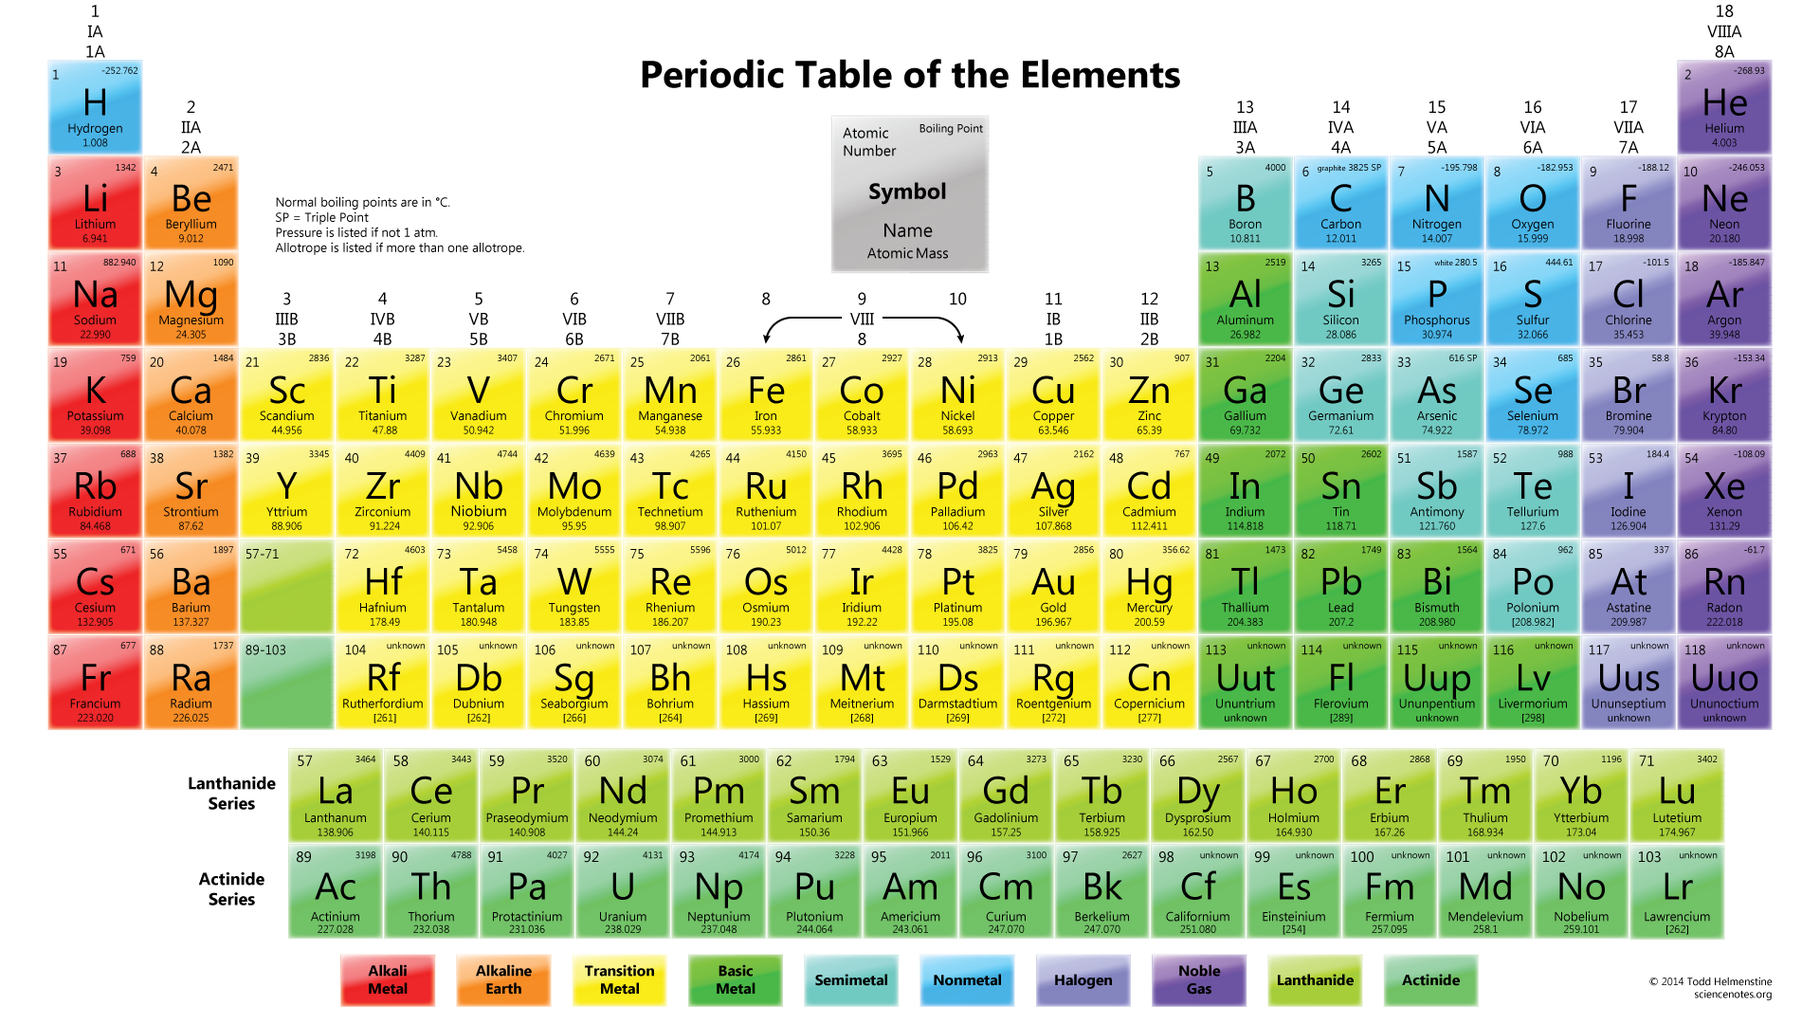 Periodic Table of the Elements
1
IA
1A
18
VIIIA
8A
1 -252.762
H
Hydrogen
1.008
2
IIA
2A
13
IIIA
3A
14
IVA
4A
15
VA
5A
16
VIA
6A
17
VIIA
7A
2 -268.93
He
Helium
4.003
Atomic Number
Boiling Point
Symbol
Name
Atomic Mass
Normal boiling points are in °C.
SP = Triple Point
Pressure is listed if not 1 atm.
Allotrope is listed if more than one allotrope.
3 1342
Li
Lithium
6.941
4 2471
Be
Beryllium
9.012
5 4000
B
Boron
10.811
6 graphite 3825 SP
C
Carbon
12.011
7 -195.798
N
Nitrogen
14.007
8 -182.953
O
Oxygen
15.999
9 -188.12
F
Fluorine
18.998
10 -246.053
Ne
Neon
20.180
11 882.940
Na
Sodium
22.990
12 1090
Mg
Magnesium
24.305
3
IIIB
3B
4
IVB
4B
5
VB
5B
6
VIB
6B
7
VIIB
7B
8 9 10
VIII
8
11
IB
1B
12
IIB
2B
13 2519
Al
Aluminum
26.982
14 3265
Si
Silicon
28.086
15 white 280.5
P
Phosphorus
30.974
16 444.61
S
Sulfur
32.066
17 -101.5
Cl
Chlorine
35.453
18 -185.847
Ar
Argon
39.948
19 759
K
Potassium
39.098
20 1484
Ca
Calcium
40.078
21 2836
Sc
Scandium
44.956
22 3287
Ti
Titanium
47.88
23 3407
V
Vanadium
50.942
24 2671
Cr
Chromium
51.996
25 2061
Mn
Manganese
54.938
26 2861
Fe
Iron
55.933
27 2927
Co
Cobalt
58.933
28 2913
Ni
Nickel
58.693
29 2562
Cu
Copper
63.546
30 907
Zn
Zinc
65.39
31 2204
Ga
Gallium
69.732
32 2833
Ge
Germanium
72.61
33 616 SP
As
Arsenic
74.922
34 685
Se
Selenium
78.972
35 58.8
Br
Bromine
79.904
36 -153.34
Kr
Krypton
84.80
37 688
Rb
Rubidium
84.468
38 1382
Sr
Strontium
87.62
39 3345
Y
Yttrium
88.906
40 4409
Zr
Zirconium
91.224
41 4744
Nb
Niobium
92.906
42 4639
Mo
Molybdenum
95.95
43 4265
Tc
Technetium
98.907
44 4150
Ru
Ruthenium
101.07
45 3695
Rh
Rhodium
102.906
46 2963
Pd
Palladium
106.42
47 2162
Ag
Silver
107.868
48 767
Cd
Cadmium
112.411
49 2072
In
Indium
114.818
50 2602
Sn
Tin
118.71
51 1587
Sb
Antimony
121.760
52 988
Te
Tellurium
127.6
53 184.4
I
Iodine
126.904
54 -108.09
Xe
Xenon
131.29
55 671
Cs
Cesium
132.905
56 1897
Ba
Barium
137.327
57-71
72 4603
Hf
Hafnium
178.49
73 5458
Ta
Tantalum
180.948
74 5555
W
Tungsten
183.85
75 5596
Re
Rhenium
186.207
76 5012
Os
Osmium
190.23
77 4428
Ir
Iridium
192.22
78 3825
Pt
Platinum
195.08
79 2856
Au
Gold
196.967
80 356.62
Hg
Mercury
200.59
81 1473
Tl
Thallium
204.383
82 1749
Pb
Lead
207.2
83 1564
Bi
Bismuth
208.980
84 962
Po
Polonium
[208.982]
85 337
At
Astatine
209.987
86 -61.7
Rn
Radon
222.018
87 677
Fr
Francium
223.020
88 1737
Ra
Radium
226.025
89-103
104 unknown
Rf
Rutherfordium
[261]
105 unknown
Db
Dubnium
[262]
106 unknown
Sg
Seaborgium
[266]
107 unknown
Bh
Bohrium
[264]
108 unknown
Hs
Hassium
[269]
109 unknown
Mt
Meitnerium
[268]
110 unknown
Ds
Darmstadtium
[269]
111 unknown
Rg
Roentgenium
[272]
112 unknown
Cn
Copernicium
[277]
113 unknown
Uut
Ununtrium
unknown
114 unknown
Fl
Flerovium
[289]
115 unknown
Uup
Ununpentium
unknown
116 unknown
Lv
Livermorium
[298]
117 unknown
Uus
Ununseptium
unknown
118 unknown
Uuo
Ununoctium
unknown
Lanthanide
Series
57 3464
La
Lanthanum
138.906
58 3443
Ce
Cerium
140.115
59 3520
Pr
Praseodymium
140.908
60 3074
Nd
Neodymium
144.24
61 3000
Pm
Promethium
144.913
62 1794
Sm
Samarium
150.36
63 1529
Eu
Europium
151.966
64 3273
Gd
Gadolinium
157.25
65 3230
Tb
Terbium
158.925
66 2567
Dy
Dysprosium
162.50
67 2700
Ho
Holmium
164.930
68 2868
Er
Erbium
167.26
69 1950
Tm
Thulium
168.934
70 1196
Yb
Ytterbium
173.04
71 3402
Lu
Lutetium
174.967
Actinide
Series
89 3198
Ac
Actinium
227.028
90 4788
Th
Thorium
232.038
91 4027
Pa
Protactinium
231.036
92 4131
U
Uranium
238.029
93 4174
Np
Neptunium
237.048
94 3228
Pu
Plutonium
244.064
95 2011
Am
Americium
243.061
96 3100
Cm
Curium
247.070
97 2627
Bk
Berkelium
247.070
98 unknown
Cf
Californium
251.080
99 unknown
Es
Einsteinium
[254]
100 unknown
Fm
Fermium
257.095
101 unknown
Md
Mendelevium
258.1
102 unknown
No
Nobelium
259.101
103 unknown
Lr
Lawrencium
[262]
Alkali
Metal
Alkaline
Earth
Transition
Metal
Basic
Metal
Semimetal
Nonmetal
Halogen
Noble
Gas
Lanthanide
Actinide
© 2014 Todd Helmenstine
sciencenotes.org